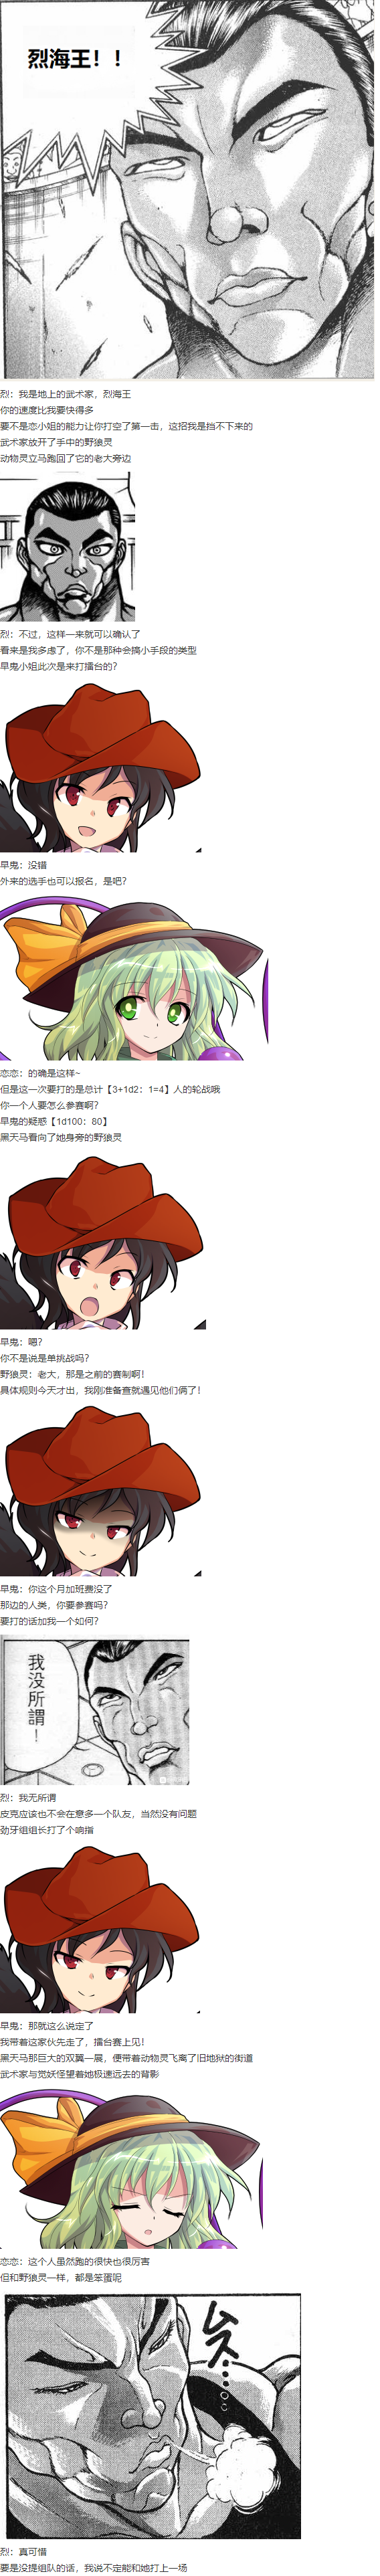 烈海王！！
烈：我是地上的武术家，烈海王
你的速度比我要快得多
要不是恋小姐的能力让你打空了第一击，这招我是挡不下来的
武术家放开了手中的野狼灵
动物灵立马跑回了它的老大旁边
烈：不过，这样一来就可以确认了
看来是我多虑了，你不是那种会搞小手段的类型
早鬼小姐此次是来打擂台的？
早鬼：没错
外来的选手也可以报名，是吧？
恋恋：的确是这样~
但是这一次要打的是总计【3+1d2：1=4】人的轮战哦
你一个人要怎么参赛啊？
早鬼的疑惑【1d100：80】
黑天马看向了她身旁的野狼灵
早鬼：嗯？
你不是说是单挑战吗？
野狼灵：老大，那是之前的赛制啊！
具体规则今天才出，我刚准备查就遇见他们俩了！
早鬼：你这个月加班费没了
那边的人类，你要参赛吗？
要打的话加我一个如何？
我没所謂！
烈：我无所谓
皮克应该也不会在意多一个队友，当然没有问题
劲牙组组长打了个响指
早鬼：那就这么说定了
我带着这家伙先走了，擂台赛上见！
黑天马那巨大的双翼一展，便带着动物灵飞离了旧地狱的街道
武术家与觉妖怪望着她极速远去的背影
恋恋：这个人虽然跑的很快也很厉害
但和野狼灵一样，都是笨蛋呢
烈：真可惜
要是没提组队的话，我说不定能和她打上一场